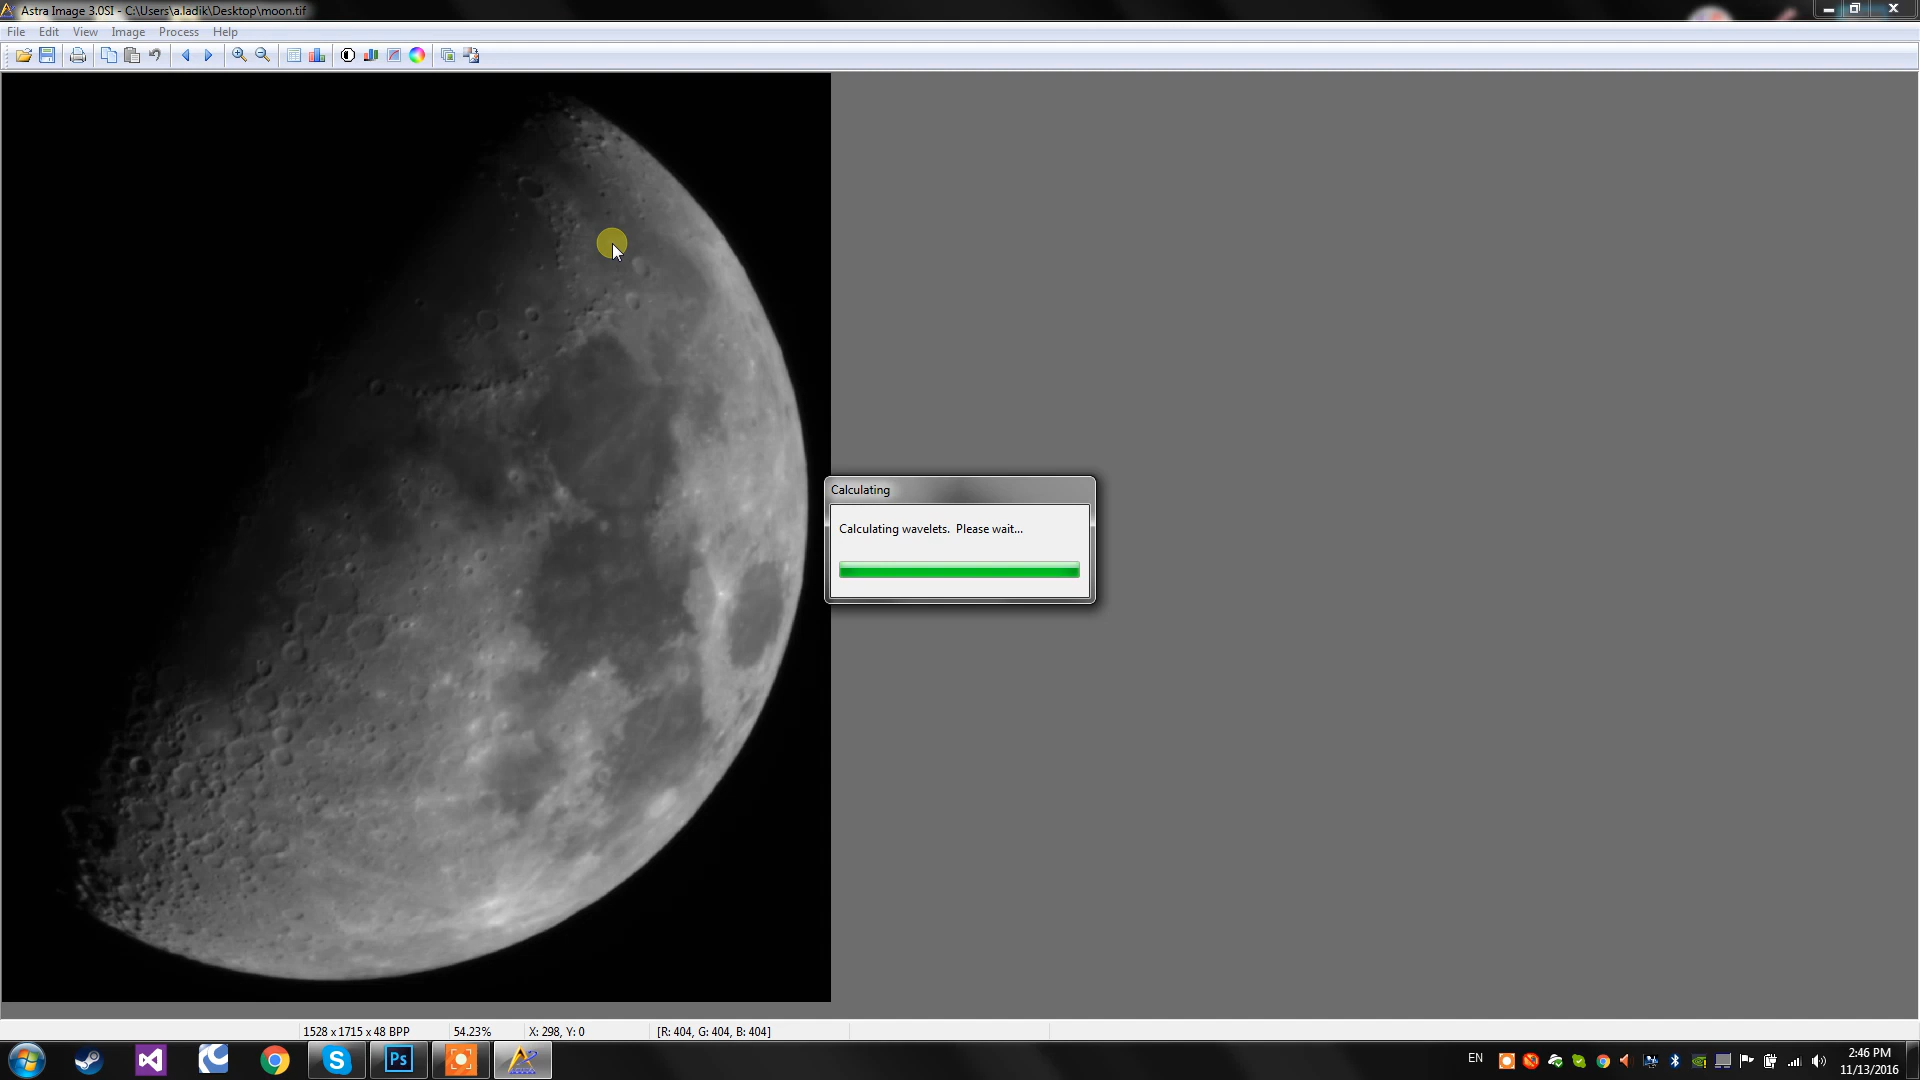 Astra Image 3.0SI - C:\Users\a.ladik\Desktop\moon.tif
File Edit View Image Process Help
Calculating
Calculating wavelets. Please wait...
1528 x 1715 x 48 BPP 54.23% X: 298, Y: 0 [R: 404, G: 404, B: 404]
S Ps EN 2:46 PM
11/13/2016